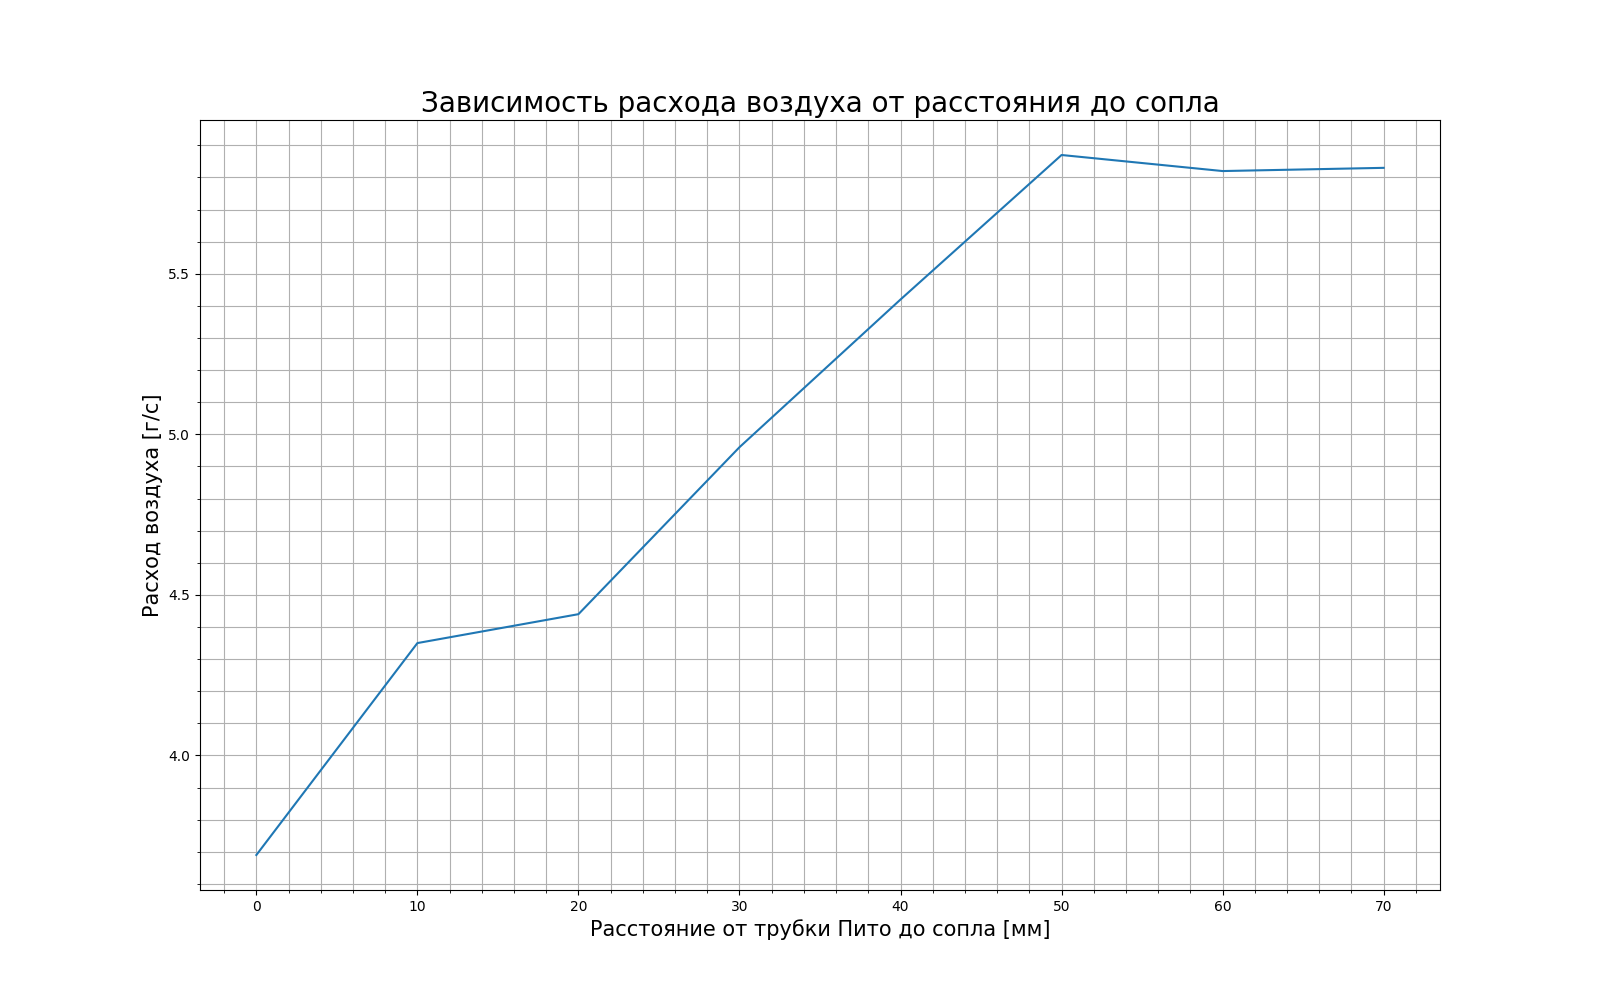 Зависимость расхода воздуха от расстояния до сопла
5.5
5.0
4.5
4.0
Расход воздуха [г/с]
0 10 20 30 40 50 60 70
Расстояние от трубки Пито до сопла [мм]